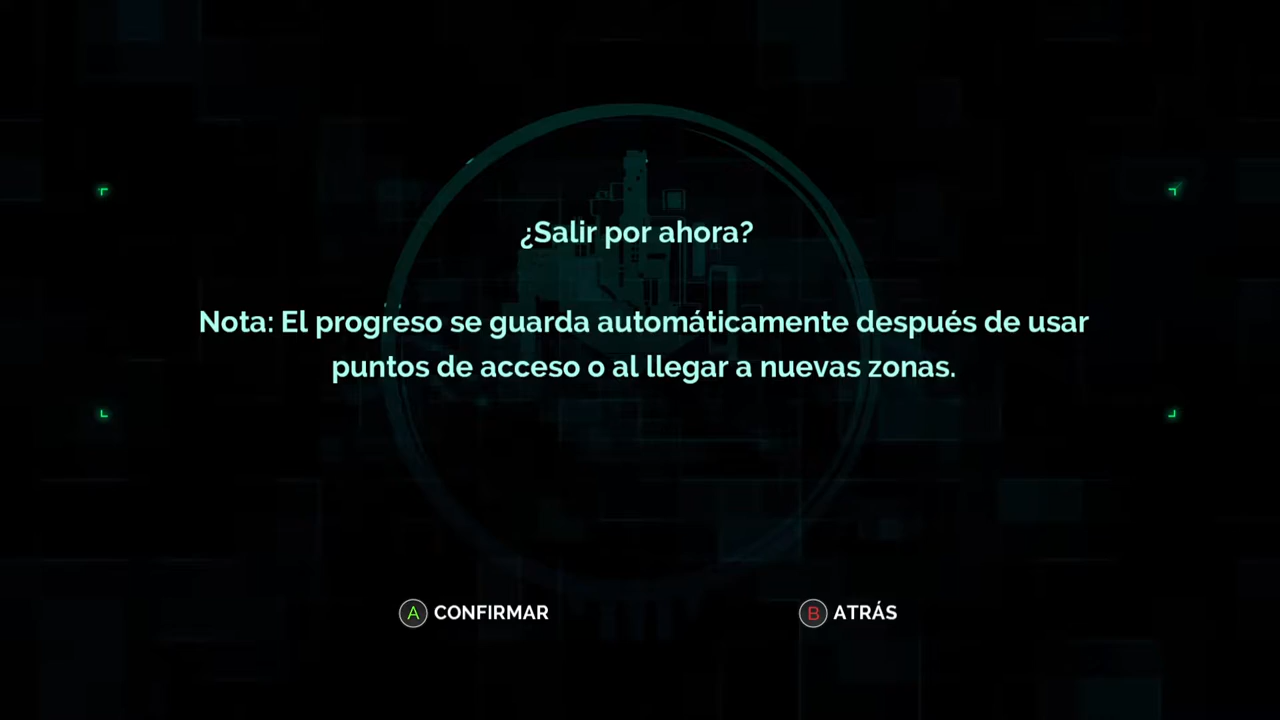 ¿Salir por ahora?
Nota: El progreso se guarda automáticamente después de usar
puntos de acceso o al llegar a nuevas zonas.
A CONFIRMAR
B ATRÁS